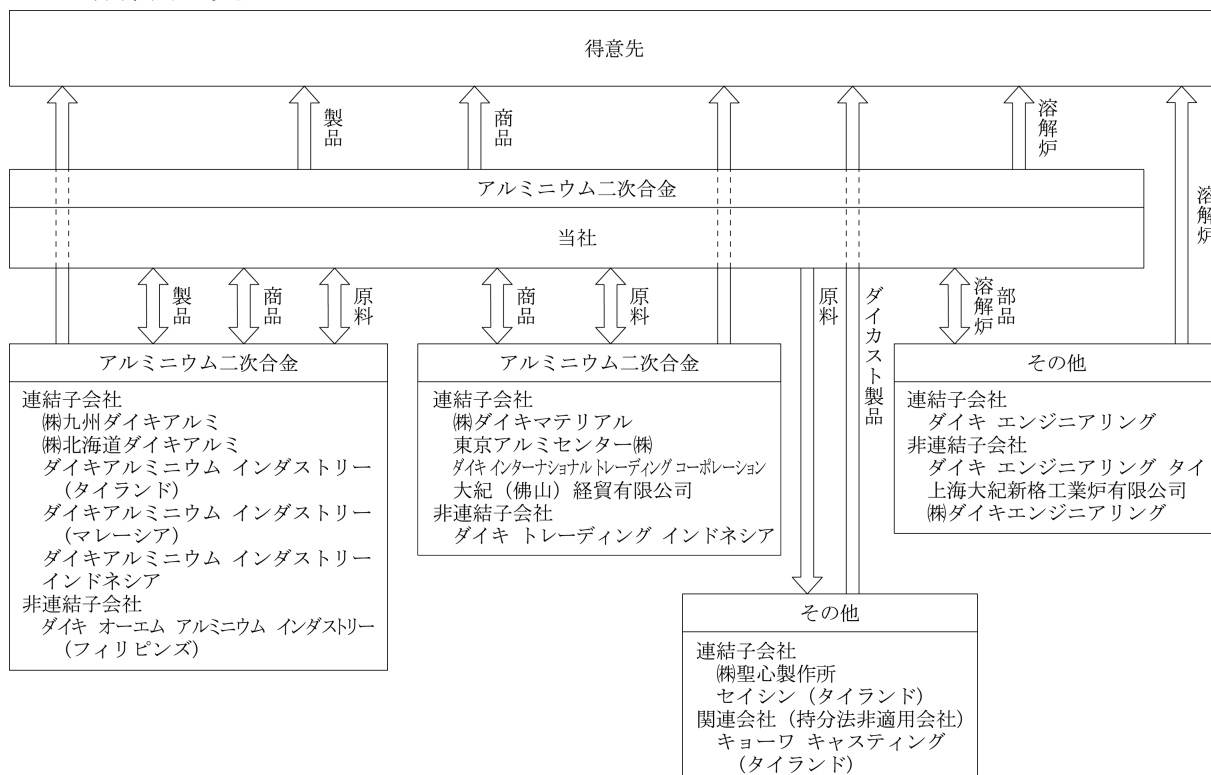 得意先
製品
商品
溶解炉
溶解炉
アルミニウム二次合金
当社
製品
商品
原料
商品
原料
原料
ダイカスト製品
溶解炉
部品
アルミニウム二次合金
連結子会社
㈱九州ダイキアルミ
㈱北海道ダイキアルミ
ダイキアルミニウム インダストリー
(タイランド)
ダイキアルミニウム インダストリー
(マレーシア)
ダイキアルミニウム インダストリー
インドネシア
非連結子会社
ダイキ オーエム アルミニウム インダストリー
(フィリピンズ)
アルミニウム二次合金
連結子会社
㈱ダイキマテリアル
東京アルミセンター㈱
ダイキ インターナショナル トレーディング コーポレーション
大紀(佛山)経貿有限公司
非連結子会社
ダイキ トレーディング インドネシア
その他
連結子会社
ダイキ エンジニアリング
非連結子会社
ダイキ エンジニアリング タイ
上海大紀新格工業炉有限公司
㈱ダイキエンジニアリング
その他
連結子会社
㈱聖心製作所
セイシン(タイランド)
関連会社(持分法非適用会社)
キョーワ キャスティング
(タイランド)